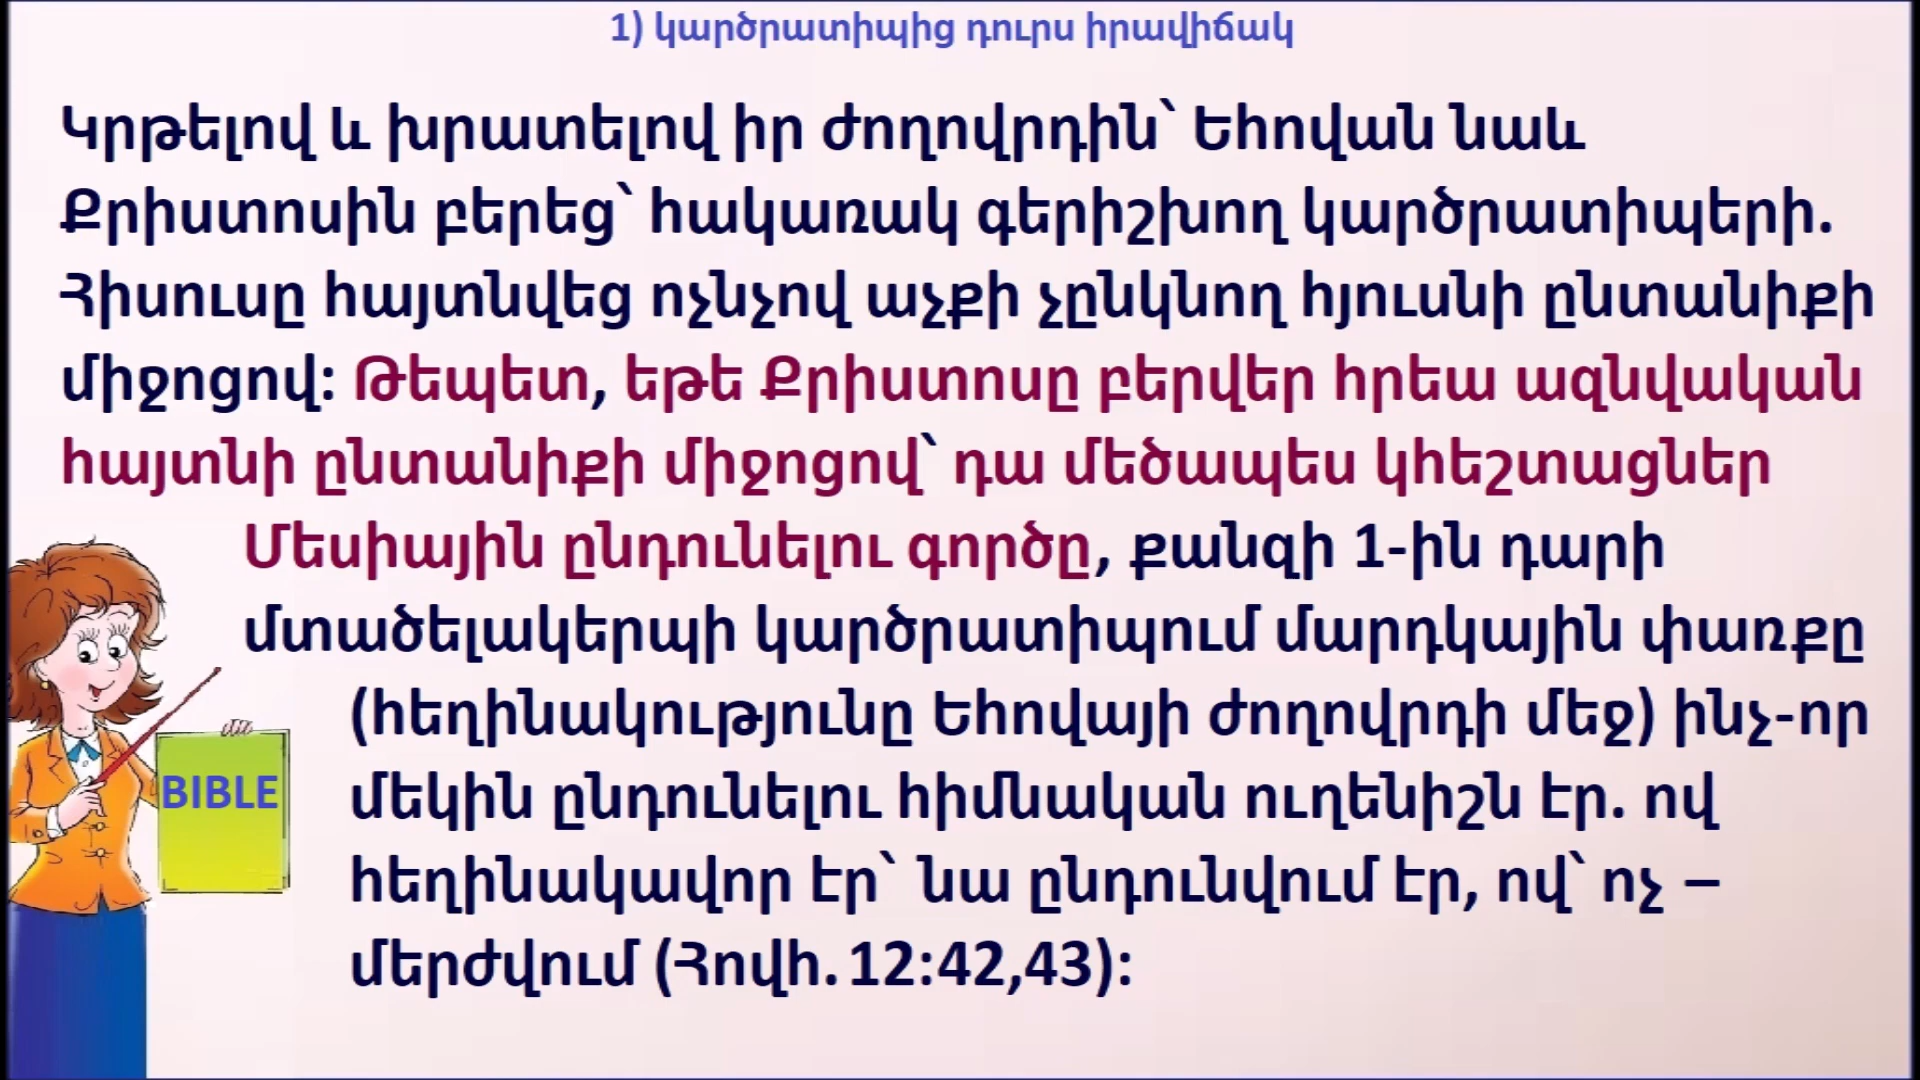 1) կարծրատիպից դուրս իրավիճակ
Կրթելով և խրատելով իր ժողովրդին՝ Եհովան նաև
Քրիստոսին բերեց՝ հակառակ գերիշխող կարծրատիպերի.
Հիսուսը հայտնվեց ոչնչով աչքի չընկնող հյուսնի ընտանիքի
միջոցով: Թեպետ, եթե Քրիստոսը բերվեր հրեա ազնվական
հայտնի ընտանիքի միջոցով՝ դա մեծապես կհեշտացներ
Մեսիային ընդունելու գործը, քանզի 1-ին դարի
մտածելակերպի կարծրատիպում մարդկային փառքը
(հեղինակությունը Եհովայի ժողովրդի մեջ) ինչ-որ
մեկին ընդունելու հիմնական ուղենիշն էր. ով
հեղինակավոր էր՝ նա ընդունվում էր, ով՝ ոչ –
մերժվում (Հովհ. 12:42,43):
BIBLE